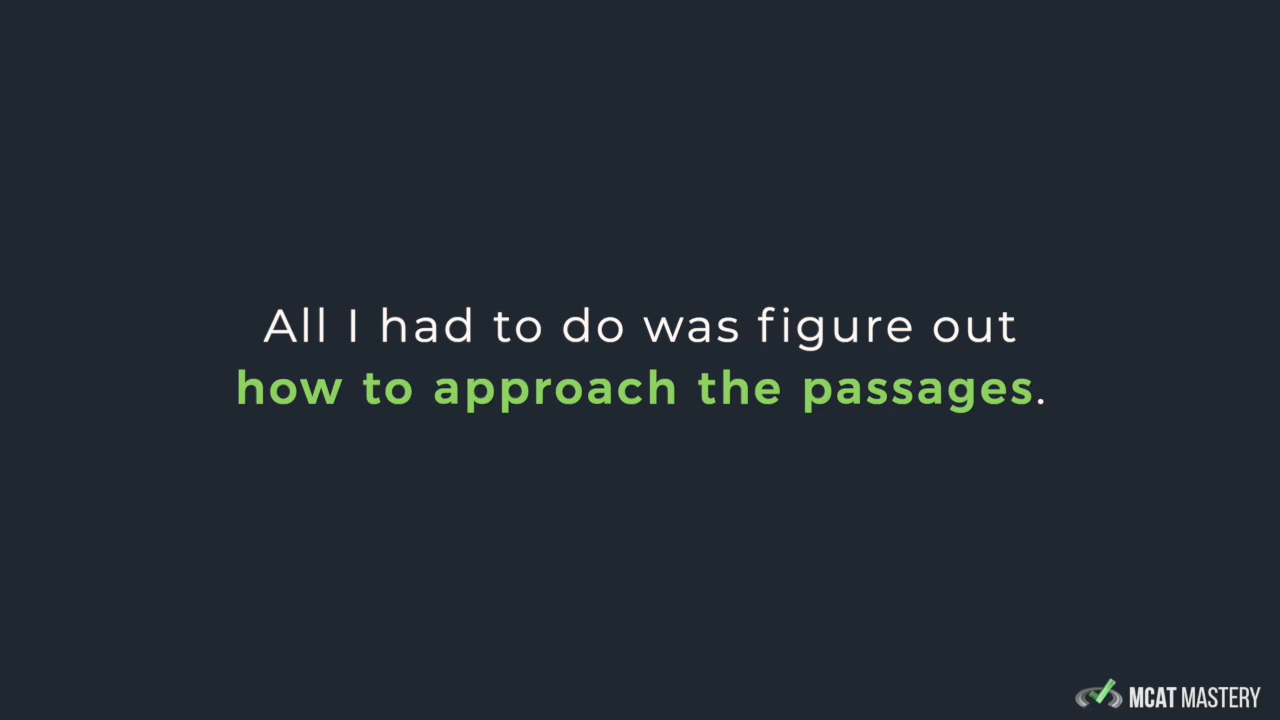 All I had to do was figure out
how to approach the passages.
MCAT MASTERY